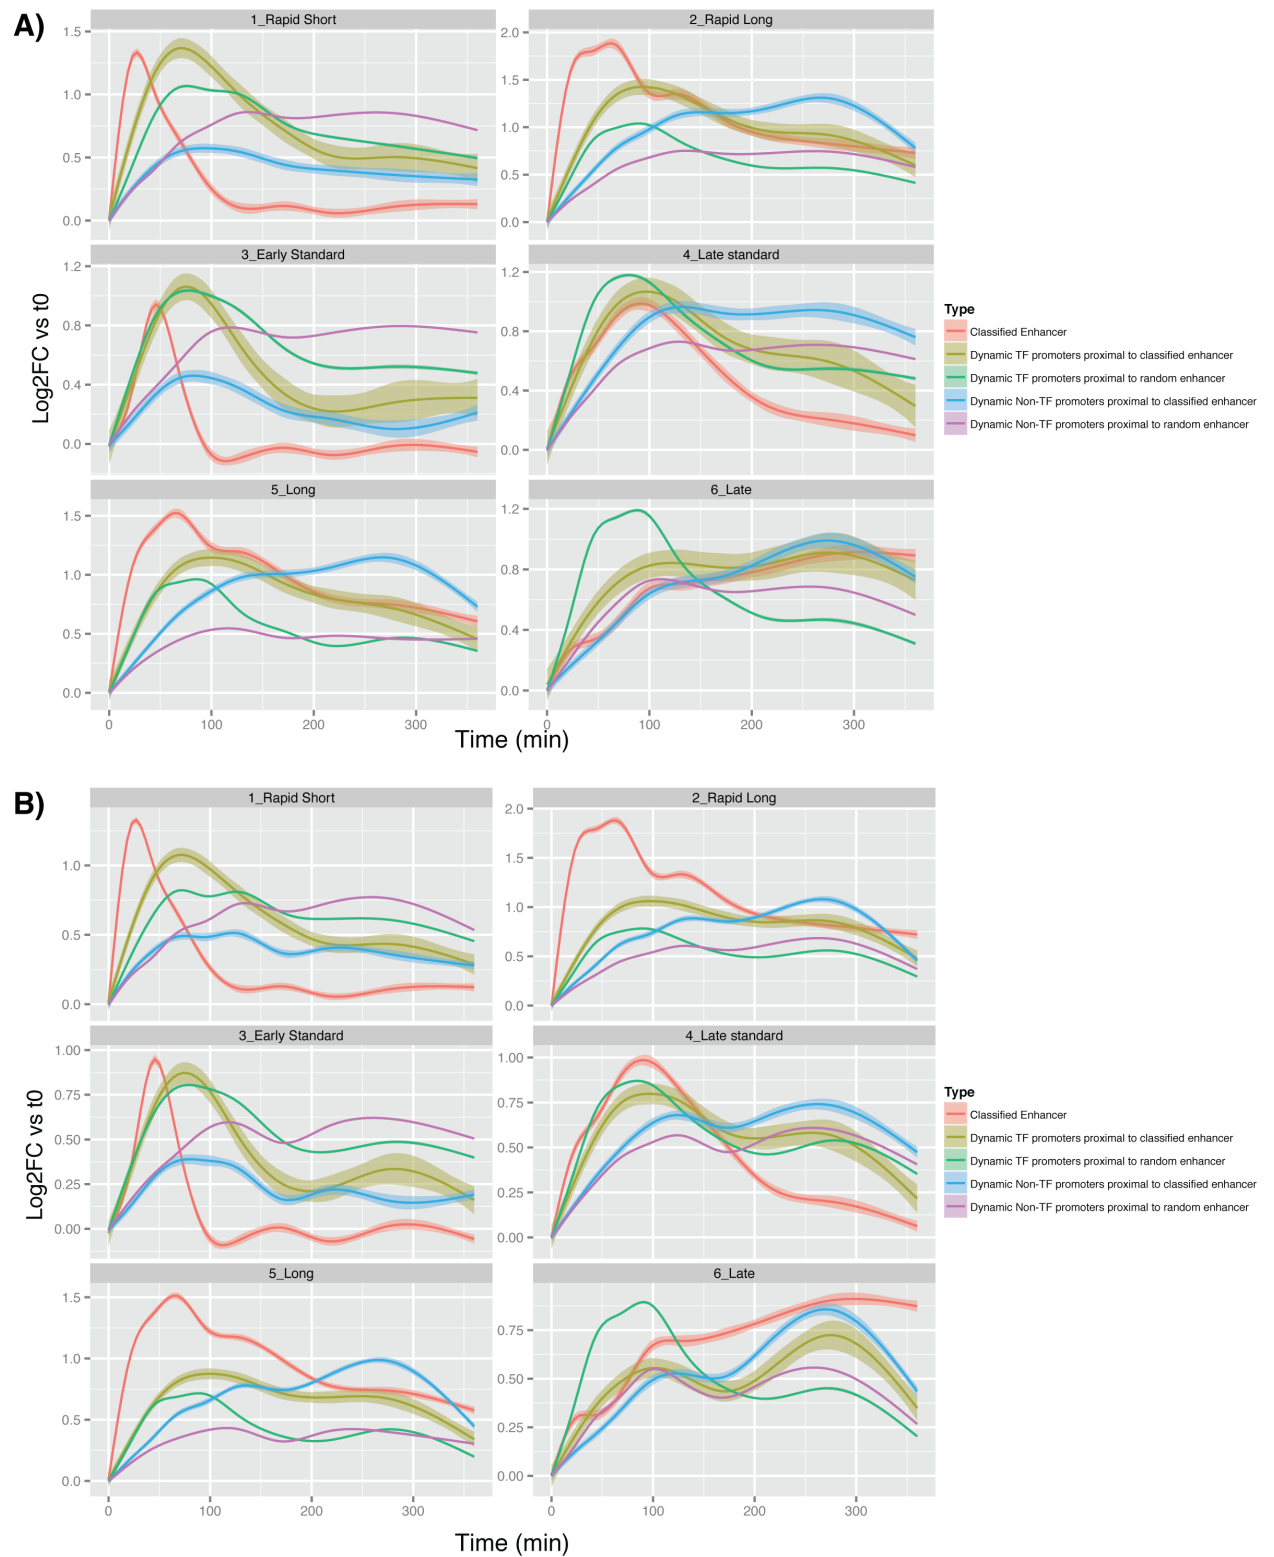 A)
1_Rapid Short
2_Rapid Long
1.5
1.0
0.5
0.0
2.0
1.5
1.0
0.5
0.0
3_Early Standard
4_Late standard
1.2
0.8
0.4
0.0
1.2
0.8
0.4
0.0
5_Long
6_Late
1.5
1.0
0.5
0.0
1.2
0.8
0.4
0.0
0 100 200 300
0 100 200 300
Log2FC vs t0
Time (min)
Type
Classified Enhancer
Dynamic TF promoters proximal to classified enhancer
Dynamic TF promoters proximal to random enhancer
Dynamic Non-TF promoters proximal to classified enhancer
Dynamic Non-TF promoters proximal to random enhancer
B)
1_Rapid Short
2_Rapid Long
1.0
0.5
0.0
2.0
1.5
1.0
0.5
0.0
3_Early Standard
4_Late standard
1.00
0.75
0.50
0.25
0.00
1.00
0.75
0.50
0.25
0.00
5_Long
6_Late
1.5
1.0
0.5
0.0
0.75
0.50
0.25
0.00
0 100 200 300
0 100 200 300
Log2FC vs t0
Time (min)
Type
Classified Enhancer
Dynamic TF promoters proximal to classified enhancer
Dynamic TF promoters proximal to random enhancer
Dynamic Non-TF promoters proximal to classified enhancer
Dynamic Non-TF promoters proximal to random enhancer